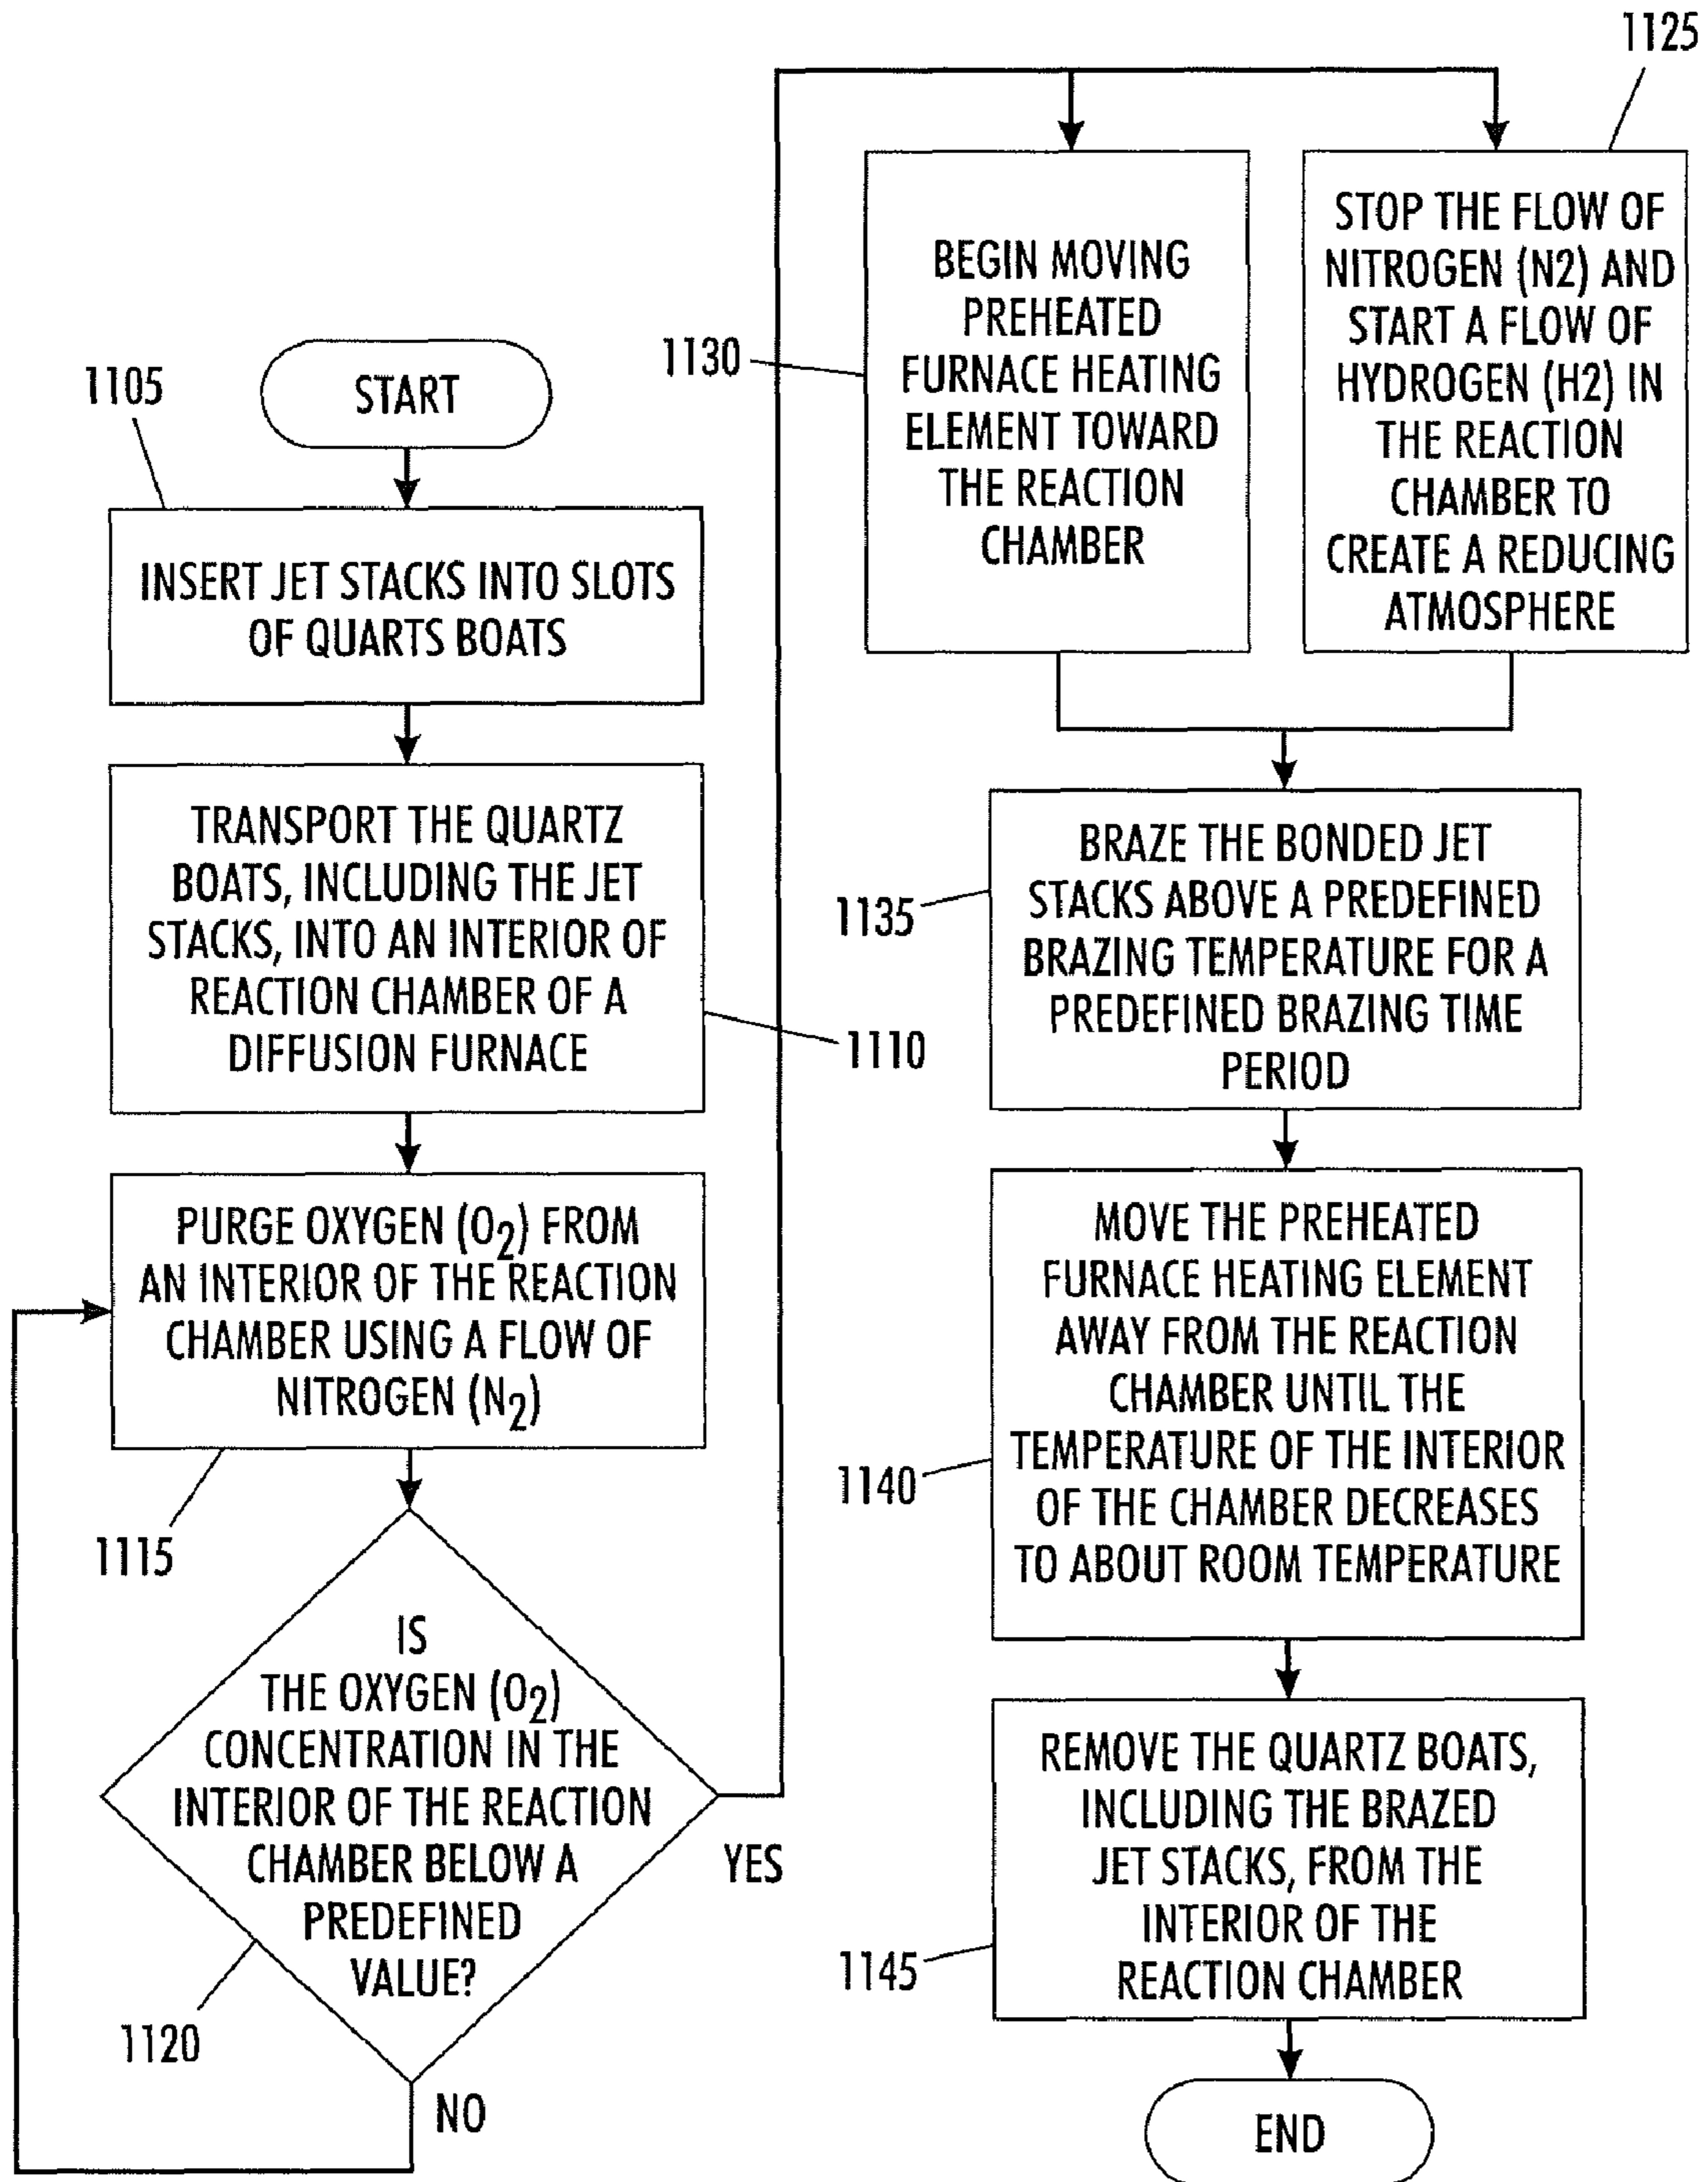 START
1105
INSERT JET STACKS INTO SLOTS
OF QUARTS BOATS
TRANSPORT THE QUARTZ
BOATS, INCLUDING THE JET
STACKS, INTO AN INTERIOR OF
REACTION CHAMBER OF A
DIFFUSION FURNACE
1110
PURGE OXYGEN (O₂) FROM
AN INTERIOR OF THE REACTION
CHAMBER USING A FLOW OF
NITROGEN (N₂)
1115
IS
THE OXYGEN (O₂)
CONCENTRATION IN THE
INTERIOR OF THE REACTION
CHAMBER BELOW A
PREDEFINED
VALUE?
YES
1120
NO
1130
BEGIN MOVING
PREHEATED
FURNACE HEATING
ELEMENT TOWARD
THE REACTION
CHAMBER
1125
STOP THE FLOW OF
NITROGEN (N2) AND
START A FLOW OF
HYDROGEN (H2) IN
THE REACTION
CHAMBER TO
CREATE A REDUCING
ATMOSPHERE
1135
BRAZE THE BONDED JET
STACKS ABOVE A PREDEFINED
BRAZING TEMPERATURE FOR A
PREDEFINED BRAZING TIME
PERIOD
1140
MOVE THE PREHEATED
FURNACE HEATING ELEMENT
AWAY FROM THE REACTION
CHAMBER UNTIL THE
TEMPERATURE OF THE INTERIOR
OF THE CHAMBER DECREASES
TO ABOUT ROOM TEMPERATURE
1145
REMOVE THE QUARTZ BOATS,
INCLUDING THE BRAZED
JET STACKS, FROM THE
INTERIOR OF THE
REACTION CHAMBER
END